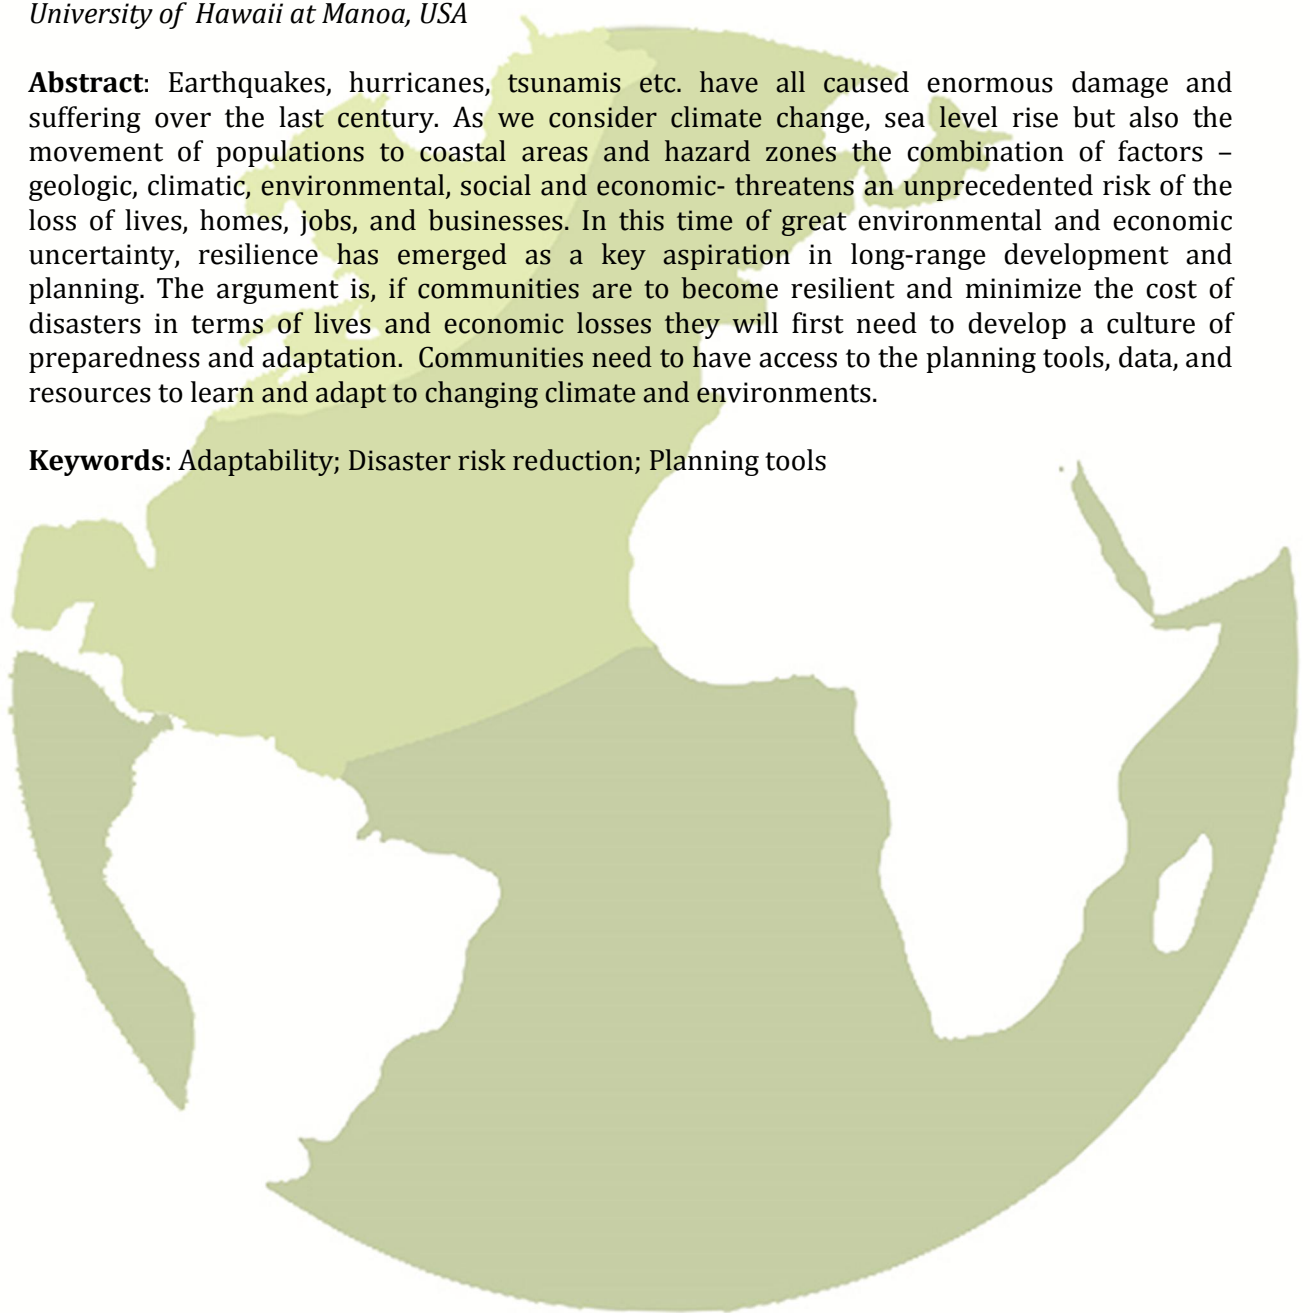 University of Hawaii at Manoa, USA
Abstract: Earthquakes, hurricanes, tsunamis etc. have all caused enormous damage and
suffering over the last century. As we consider climate change, sea level rise but also the
movement of populations to coastal areas and hazard zones the combination of factors –
geologic, climatic, environmental, social and economic- threatens an unprecedented risk of the
loss of lives, homes, jobs, and businesses. In this time of great environmental and economic
uncertainty, resilience has emerged as a key aspiration in long-range development and
planning. The argument is, if communities are to become resilient and minimize the cost of
disasters in terms of lives and economic losses they will first need to develop a culture of
preparedness and adaptation. Communities need to have access to the planning tools, data, and
resources to learn and adapt to changing climate and environments.
Keywords: Adaptability; Disaster risk reduction; Planning tools